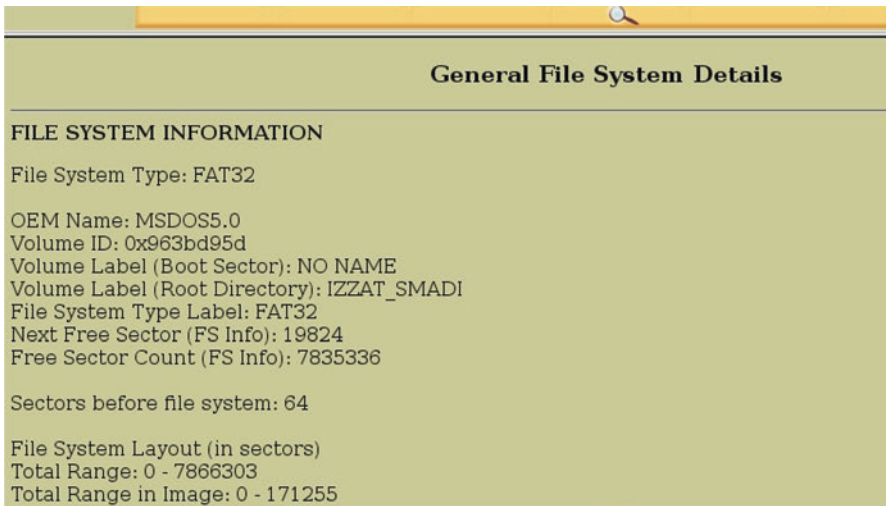 General File System Details
FILE SYSTEM INFORMATION
File System Type: FAT32
OEM Name: MSDOS5.0
Volume ID: 0x963bd95d
Volume Label (Boot Sector): NO NAME
Volume Label (Root Directory): IZZAT_SMADI
File System Type Label: FAT32
Next Free Sector (FS Info): 19824
Free Sector Count (FS Info): 7835336
Sectors before file system: 64
File System Layout (in sectors)
Total Range: 0 - 7866303
Total Range in Image: 0 - 171255